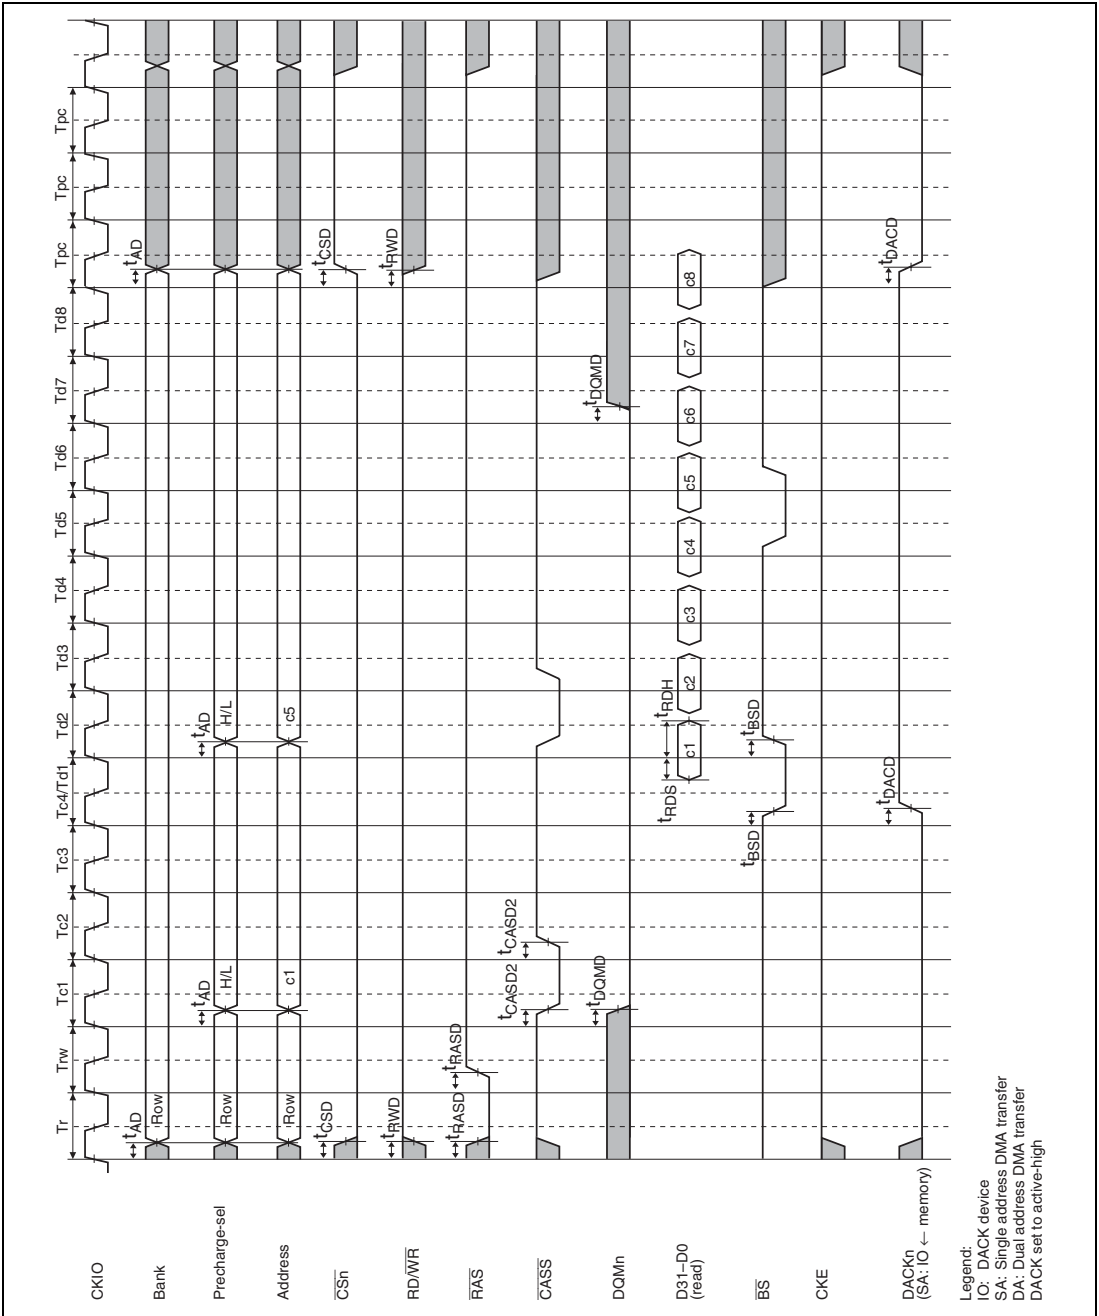 Tr Trw Tc1 Tc2 Tc3 Tc4/Td1 Td2 Td3 Td4 Td5 Td6 Td7 Td8 Tpc Tpc Tpc
CKIO
Bank
tAD
Row
tAD
Precharge-sel
Row
tAD
H/L
tAD
H/L
Address
Row
c1
c5
CSn
tCSD
tCSD
RD/WR
tRWD
tRWD
RAS
tRASD
tRASD
CASS
tCASD2
tCASD2
DQMn
tDQMD
tDQMD
D31–D0
(read)
tRDS
tRDH
c1 c2 c3 c4 c5 c6 c7 c8
BS
tBSD
tBSD
CKE
DACKn
(SA: IO ← memory)
tDACD
tDACD
Legend:
IO: DACK device
SA: Single address DMA transfer
DA: Dual address DMA transfer
DACK set to active-high